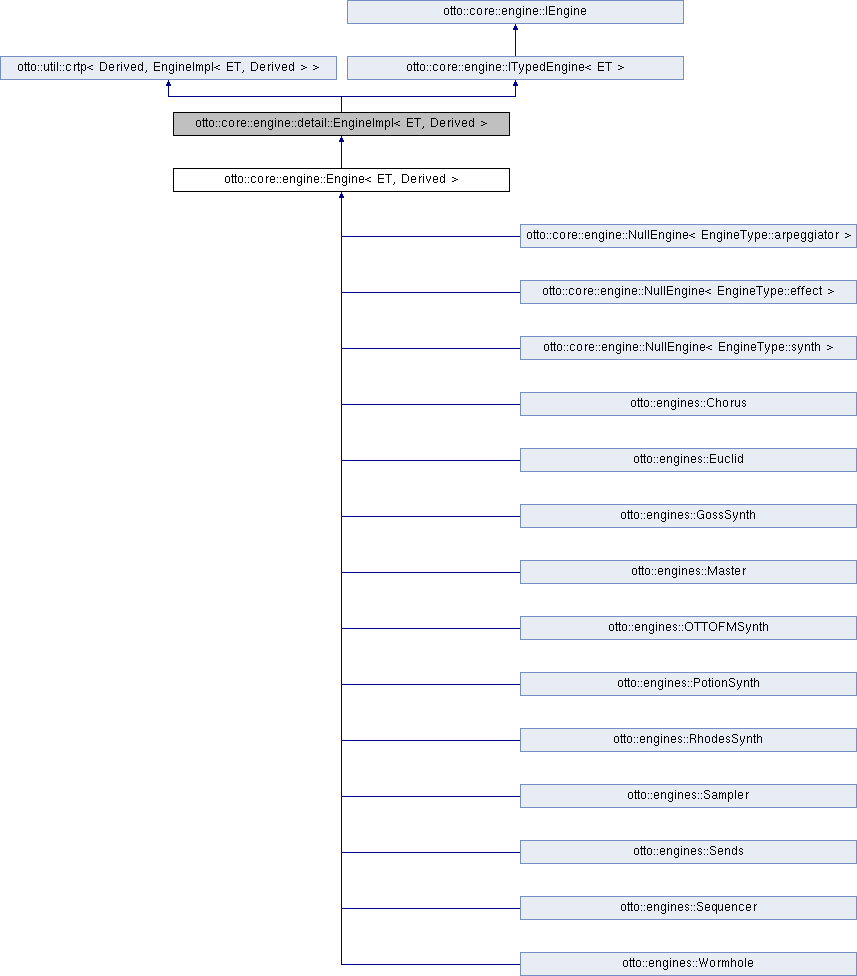 otto::core::engine::IEngine
otto::util::crtp< Derived, EngineImpl< ET, Derived > >
otto::core::engine::ITypedEngine< ET >
otto::core::engine::detail::EngineImpl< ET, Derived >
otto::core::engine::Engine< ET, Derived >
otto::core::engine::NullEngine< EngineType::arpeggiator >
otto::core::engine::NullEngine< EngineType::effect >
otto::core::engine::NullEngine< EngineType::synth >
otto::engines::Chorus
otto::engines::Euclid
otto::engines::GossSynth
otto::engines::Master
otto::engines::OTTOFMSynth
otto::engines::PotionSynth
otto::engines::RhodesSynth
otto::engines::Sampler
otto::engines::Sends
otto::engines::Sequencer
otto::engines::Wormhole